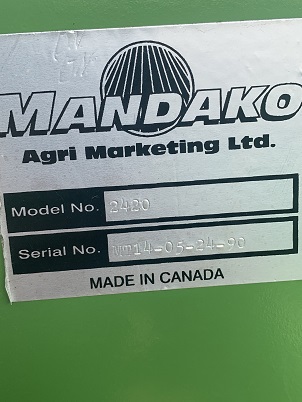 MANDAKO
Agri Marketing Ltd.
Model No. 2420
Serial No. MT14-05-24-90
MADE IN CANADA